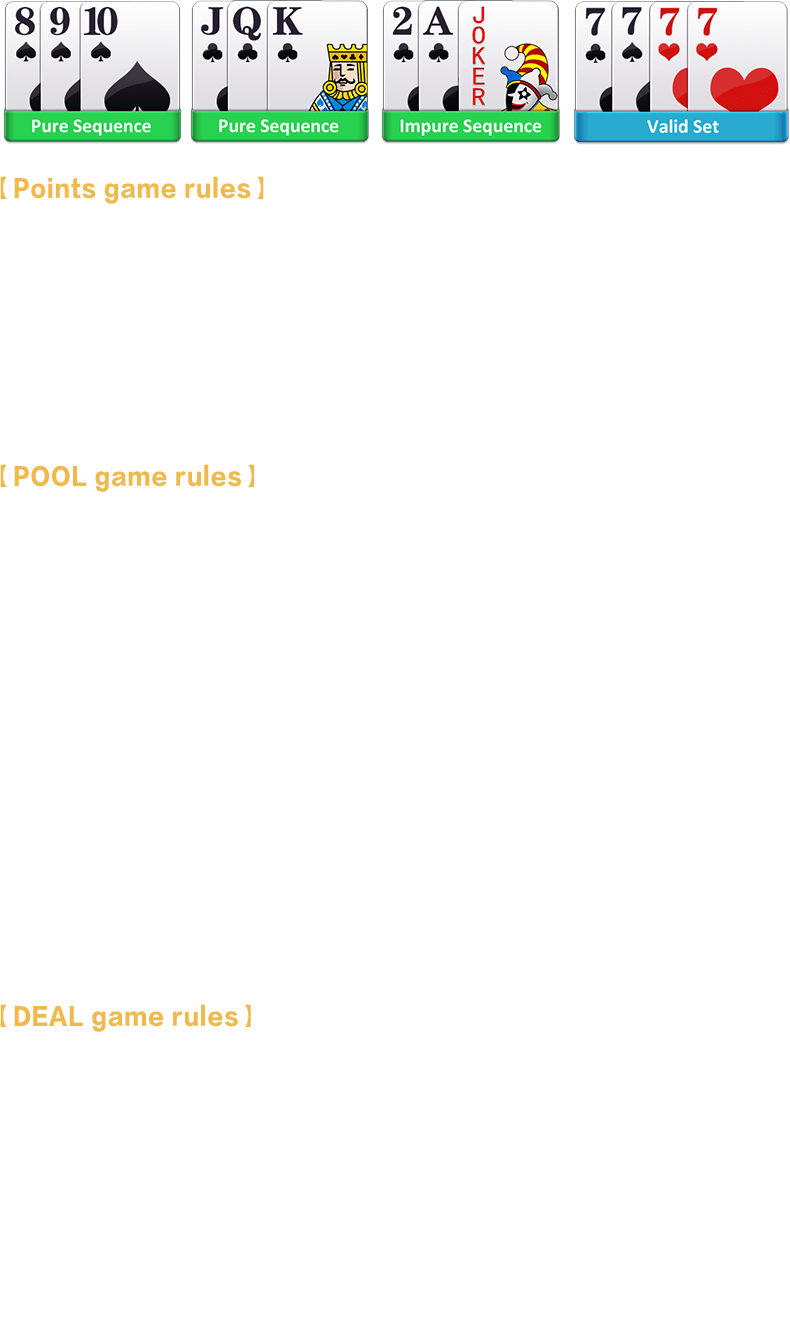 8 9 10 J Q K 2 A JOKER 7 7 7 7
Pure Sequence Pure Sequence Impure Sequence Valid Set
【Points game rules】
【POOL game rules】
【DEAL game rules】